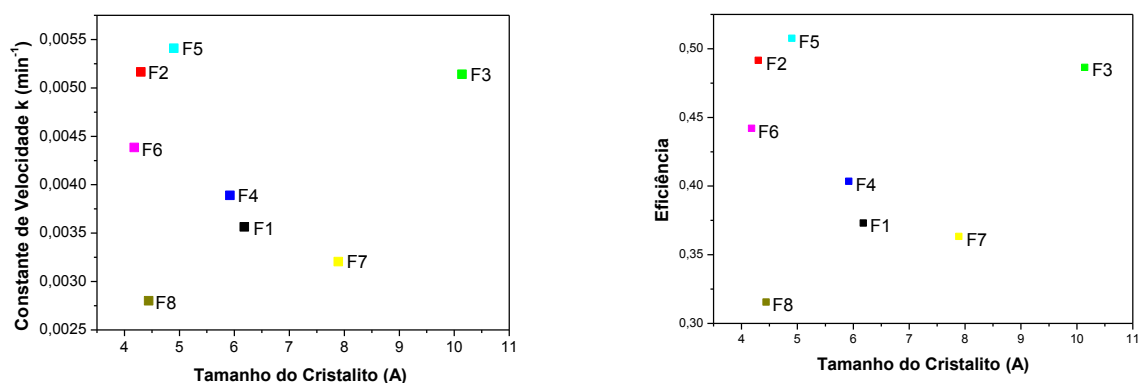 Constante de Velocidade k (min⁻¹)
0,0055
0,0050
0,0045
0,0040
0,0035
0,0030
0,0025
F5
F2
F3
F6
F4
F1
F7
F8
4 5 6 7 8 9 10 11
Tamanho do Cristalito (A)
Eficiência
0,50
0,45
0,40
0,35
0,30
F5
F2
F3
F6
F4
F1
F7
F8
4 5 6 7 8 9 10 11
Tamanho do Cristalito (A)